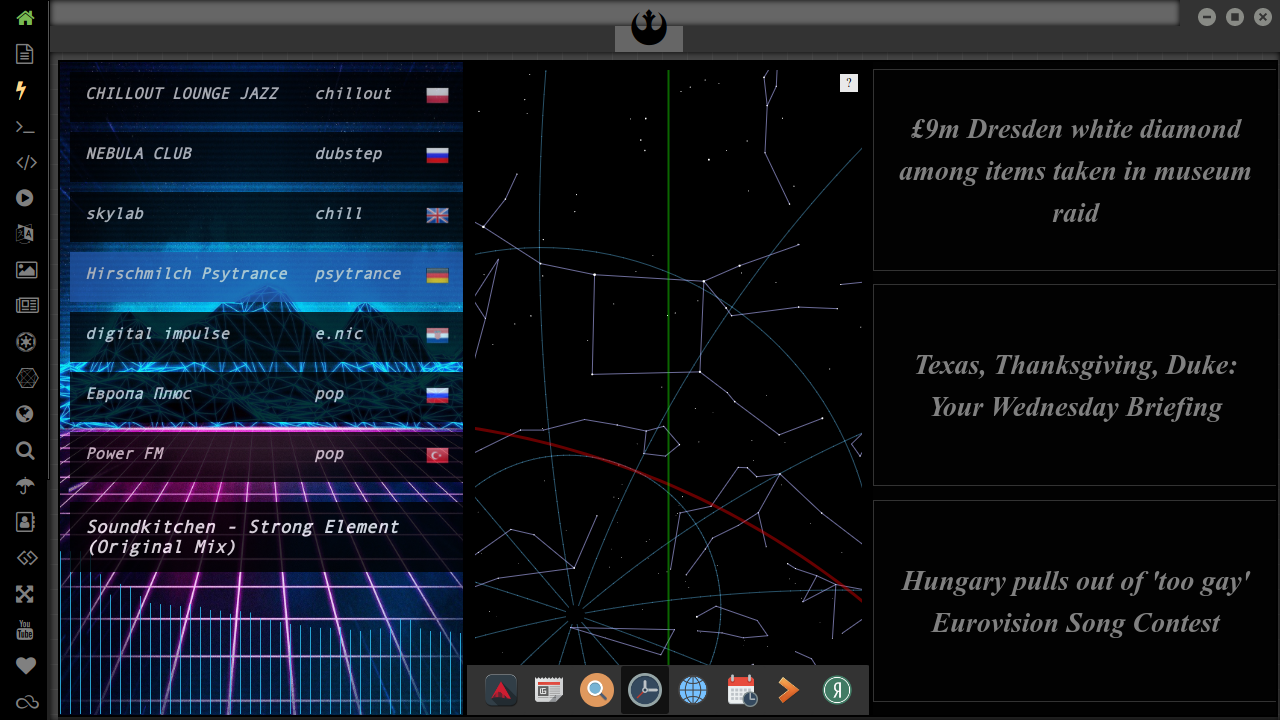 CHILLOUT LOUNGE JAZZ chillout
NEBULA CLUB dubstep
skylab chill
Hirschmilch Psytrance psytrance
digital impulse e.nic
Европа Плюс pop
Power FM pop
Soundkitchen - Strong Element
(Original Mix)
?
£9m Dresden white diamond
among items taken in museum
raid
Texas, Thanksgiving, Duke:
Your Wednesday Briefing
Hungary pulls out of 'too gay'
Eurovision Song Contest
You
Tube
Я